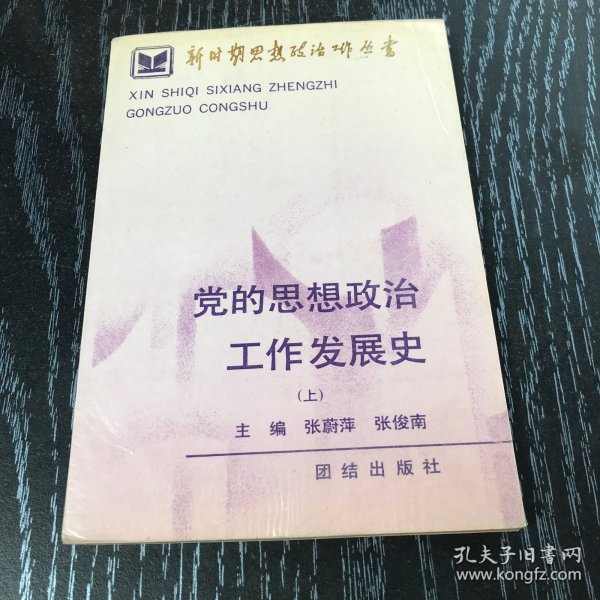 新时期思想政治工作丛书
XIN SHIQI SIXIANG ZHENGZHI
GONGZUO CONGSHU
党的思想政治
工作发展史
(上)
主 编 张蔚萍 张俊南
团结出版社
孔夫子旧书网
www.kongfz.com